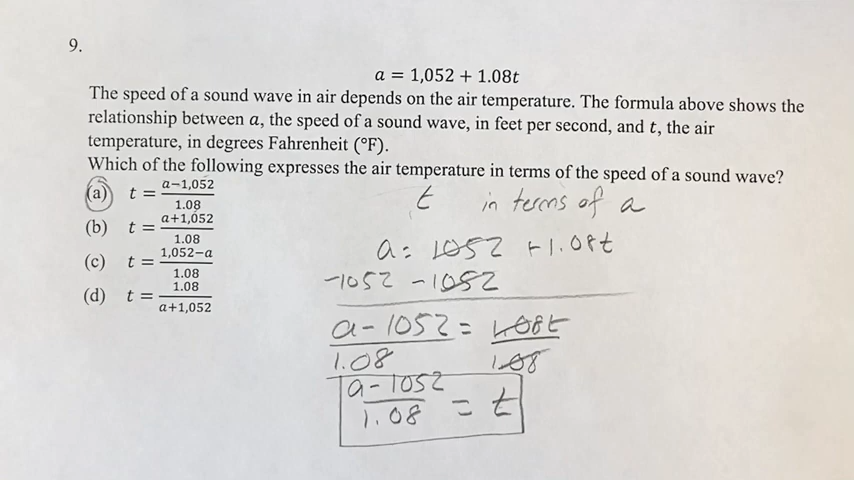 9.
a = 1,052 + 1.08t
The speed of a sound wave in air depends on the air temperature. The formula above shows the
relationship between a, the speed of a sound wave, in feet per second, and t, the air
temperature, in degrees Fahrenheit (°F).
Which of the following expresses the air temperature in terms of the speed of a sound wave?
(a) t = a−1,052 / 1.08
(b) t = a+1,052 / 1.08
(c) t = 1,052−a / 1.08
(d) t = 1.08 / a+1,052
t in terms of a
a = 1052 + 1.08t
-1052 -1052
a - 1052 = 1.08t
1.08 1.08
a - 1052 / 1.08 = t